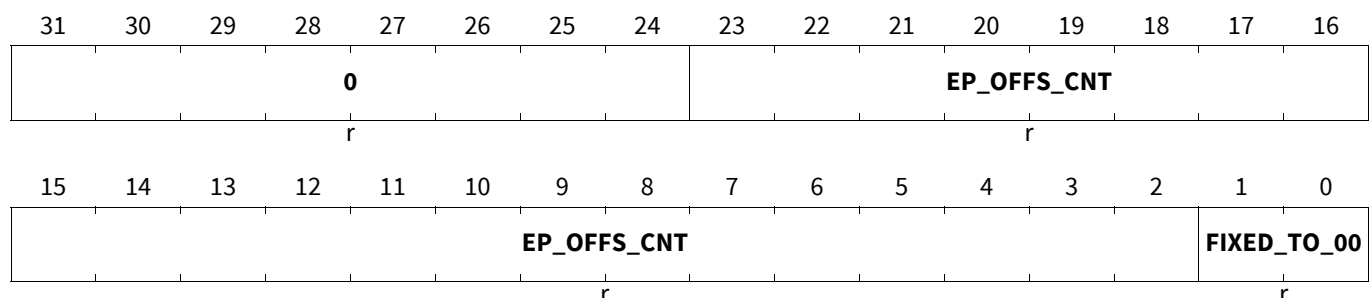 31 30 29 28 27 26 25 24 23 22 21 20 19 18 17 16
0 EP_OFFS_CNT
r r
15 14 13 12 11 10 9 8 7 6 5 4 3 2 1 0
EP_OFFS_CNT FIXED_TO_00
r r